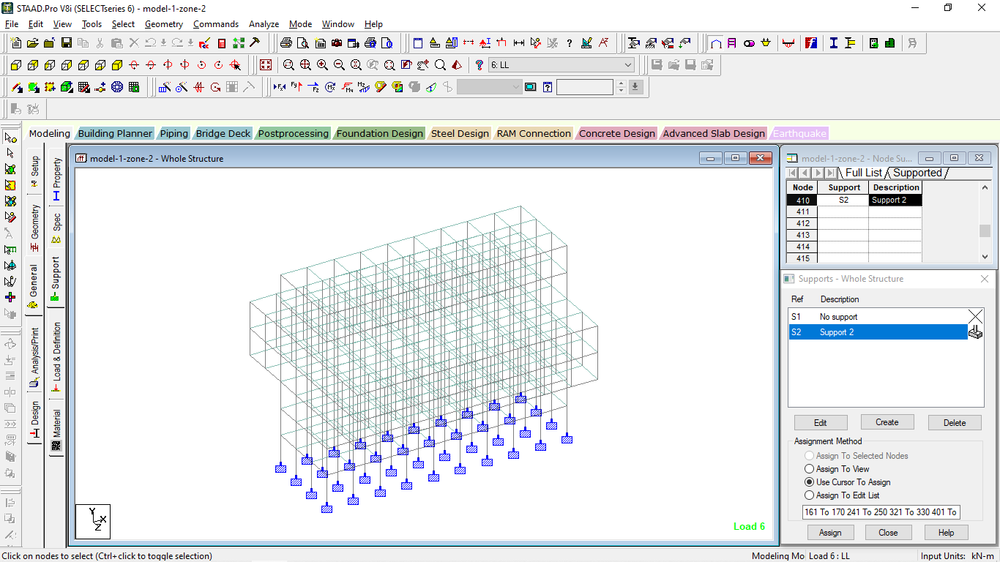 STAAD.Pro V8i (SELECTseries 6) - model-1-zone-2
File Edit View Tools Select Geometry Commands Analyze Mode Window Help
6: LL
Modeling Building Planner Piping Bridge Deck Postprocessing Foundation Design Steel Design RAM Connection Concrete Design Advanced Slab Design Earthquake
Setup
Geometry
General
Analysis/Print
Design
Property
Spec
Support
Load & Definition
Material
model-1-zone-2 - Whole Structure
Y
X
Z
Load 6
model-1-zone-2 - Node Su...
Full List Supported
Node Support Description
410 S2 Support 2
411
412
413
414
415
Supports - Whole Structure
Ref Description
S1 No support
S2 Support 2
Edit Create Delete
Assignment Method
Assign To Selected Nodes
Assign To View
Use Cursor To Assign
Assign To Edit List
161 To 170 241 To 250 321 To 330 401 To
Assign Close Help
Click on nodes to select (Ctrl+click to toggle selection) Modeling Mo Load 6 : LL Input Units: kN-m